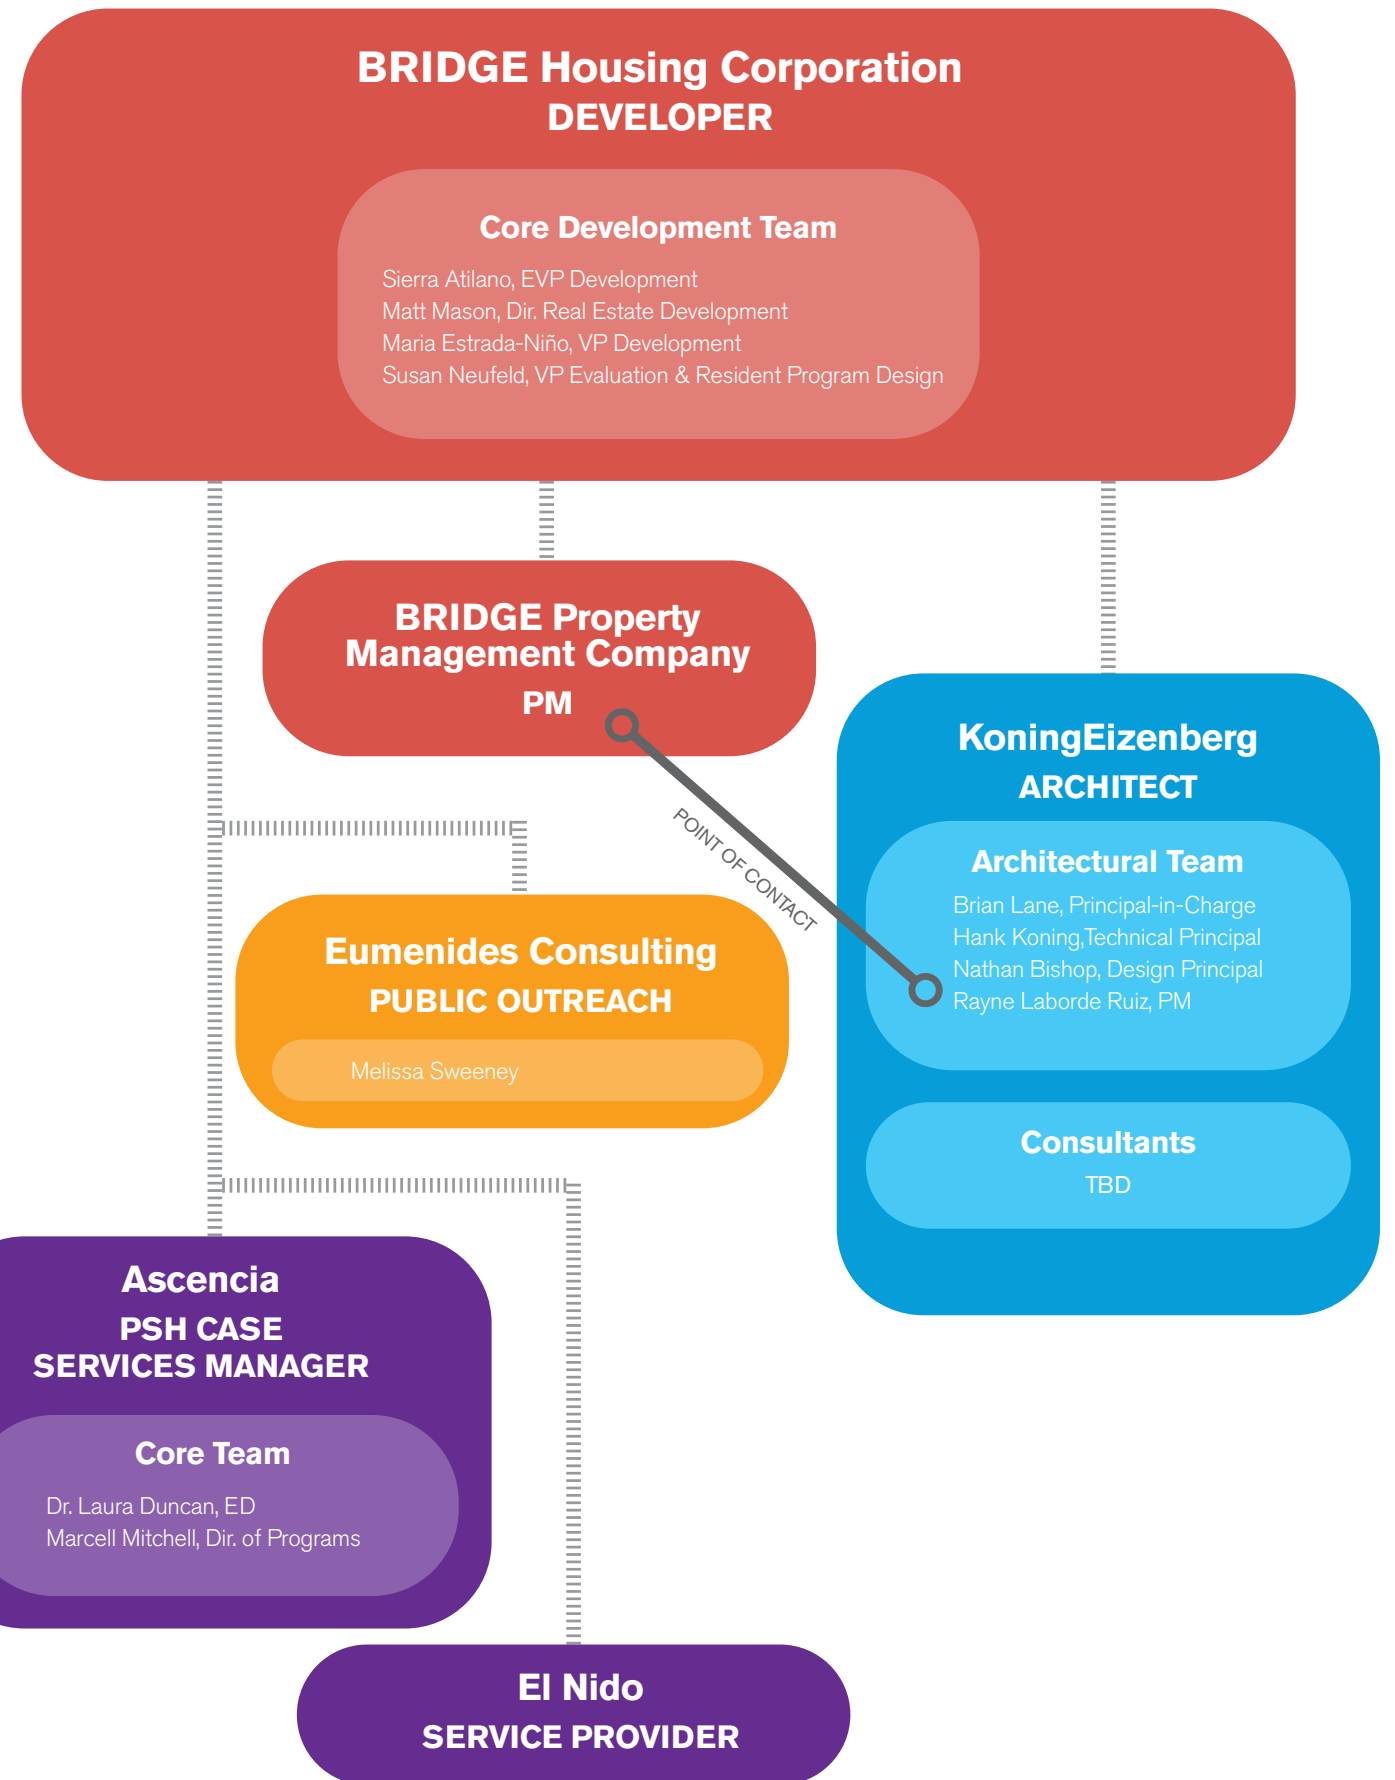 BRIDGE Housing Corporation
DEVELOPER
Core Development Team
Sierra Atilano, EVP Development
Matt Mason, Dir. Real Estate Development
Maria Estrada-Niño, VP Development
Susan Neufeld, VP Evaluation & Resident Program Design
BRIDGE Property
Management Company
PM
POINT OF CONTACT
KoningEizenberg
ARCHITECT
Architectural Team
Brian Lane, Principal-in-Charge
Hank Koning,Technical Principal
Nathan Bishop, Design Principal
Rayne Laborde Ruiz, PM
Consultants
TBD
Eumenides Consulting
PUBLIC OUTREACH
Melissa Sweeney
Ascencia
PSH CASE
SERVICES MANAGER
Core Team
Dr. Laura Duncan, ED
Marcell Mitchell, Dir. of Programs
El Nido
SERVICE PROVIDER